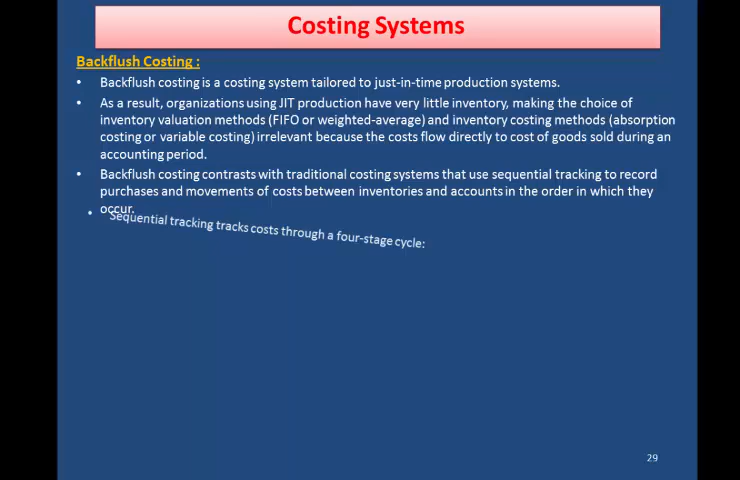 Costing Systems
Backflush Costing :
• Backflush costing is a costing system tailored to just-in-time production systems.
• As a result, organizations using JIT production have very little inventory, making the choice of
inventory valuation methods (FIFO or weighted-average) and inventory costing methods (absorption
costing or variable costing) irrelevant because the costs flow directly to cost of goods sold during an
accounting period.
• Backflush costing contrasts with traditional costing systems that use sequential tracking to record
purchases and movements of costs between inventories and accounts in the order in which they
occur.
• Sequential tracking tracks costs through a four-stage cycle:
29